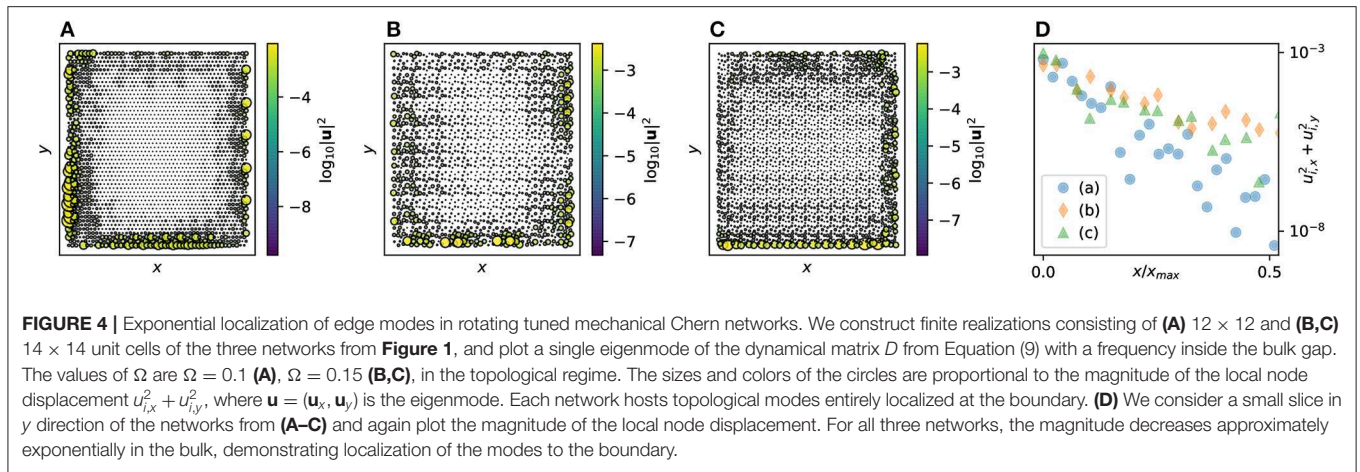 A
B
C
D
y
x
−4
−6
−8
log₁₀|u|²
y
x
−3
−4
−5
−6
−7
log₁₀|u|²
y
x
−3
−4
−5
−6
−7
log₁₀|u|²
(a)
(b)
(c)
0.0
x/xₘₐₓ
0.5
10⁻³
10⁻⁸
u²ᵢ,ₓ + u²ᵢ,ᵧ
FIGURE 4 | Exponential localization of edge modes in rotating tuned mechanical Chern networks. We construct finite realizations consisting of (A) 12 × 12 and (B,C)
14 × 14 unit cells of the three networks from Figure 1, and plot a single eigenmode of the dynamical matrix D from Equation (9) with a frequency inside the bulk gap.
The values of Ω are Ω = 0.1 (A), Ω = 0.15 (B,C), in the topological regime. The sizes and colors of the circles are proportional to the magnitude of the local node
displacement u²ᵢ,ₓ + u²ᵢ,ᵧ, where u = (uₓ, uᵧ) is the eigenmode. Each network hosts topological modes entirely localized at the boundary. (D) We consider a small slice in
y direction of the networks from (A–C) and again plot the magnitude of the local node displacement. For all three networks, the magnitude decreases approximately
exponentially in the bulk, demonstrating localization of the modes to the boundary.